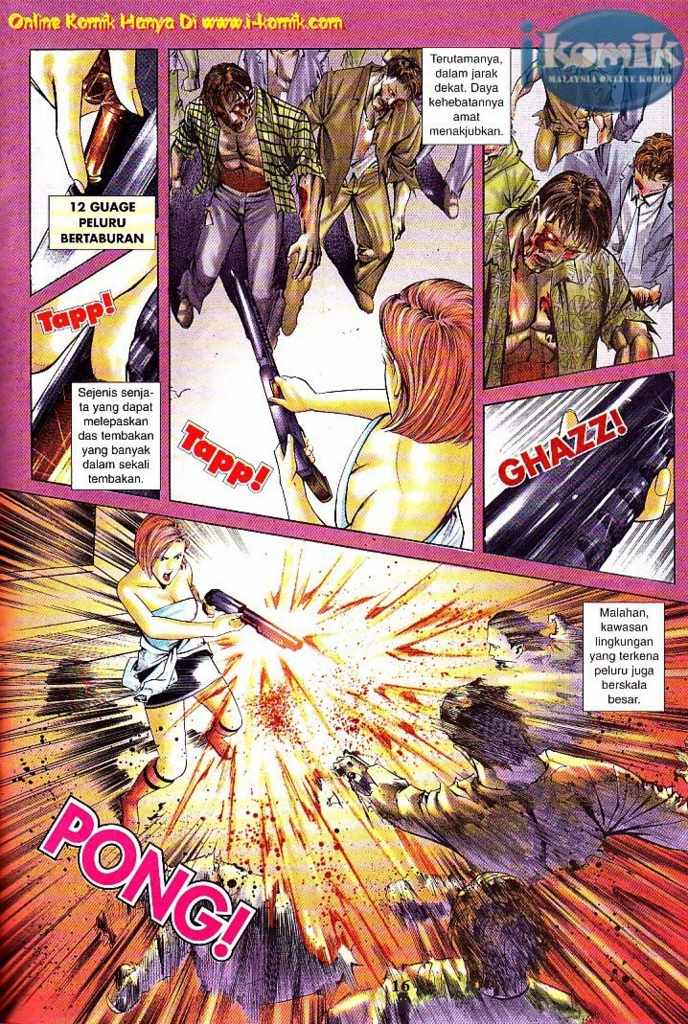 Online Komik Hanya Di www.i-komik.com
ikomik
MALAYSIA ONLINE KOMIK
12 GUAGE
PELURU
BERTABURAN
Tapp!
Sejenis senja-
ta yang dapat
melepaskan
das tembakan
yang banyak
dalam sekali
tembakan.
Terutamanya,
dalam jarak
dekat. Daya
kehebatannya
amat
menakjubkan.
Tapp!
GHAZZ!
Malahan,
kawasan
lingkungan
yang terkena
peluru juga
berskala
besar.
PONG!
16